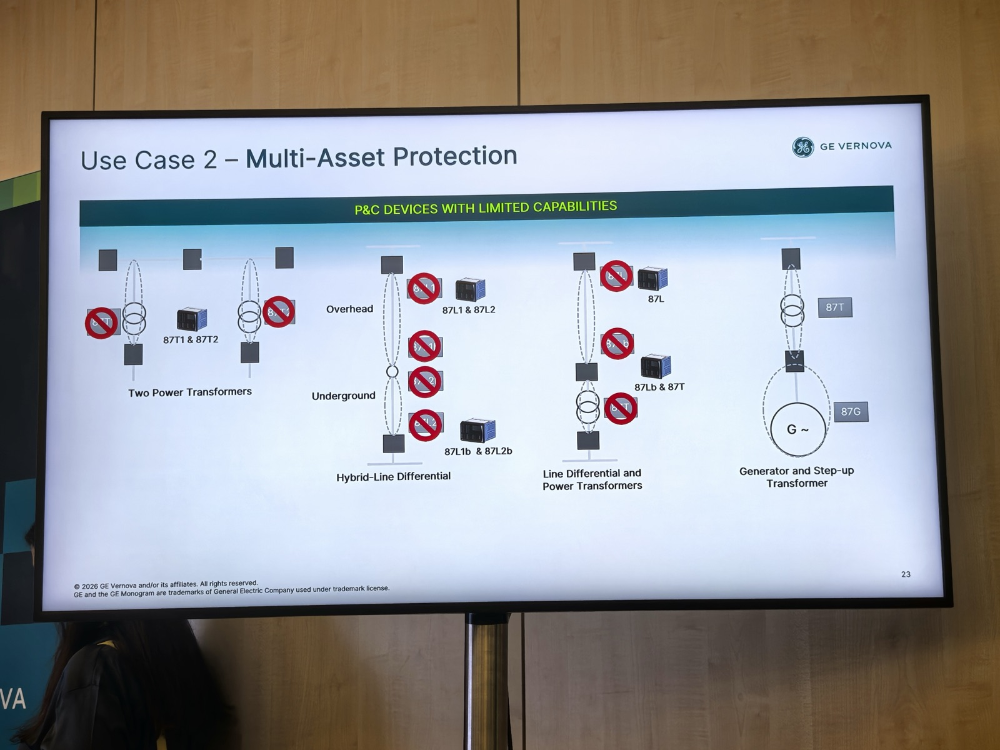 Use Case 2 – Multi-Asset Protection
GE VERNOVA
P&C DEVICES WITH LIMITED CAPABILITIES
87T1 & 87T2
Two Power Transformers
Overhead
87L1 & 87L2
Underground
87L1b & 87L2b
Hybrid-Line Differential
87L
87Lb & 87T
Line Differential and
Power Transformers
87T
87G
G ~
Generator and Step-up
Transformer
© 2026 GE Vernova and/or its affiliates. All rights reserved.
GE and the GE Monogram are trademarks of General Electric Company used under trademark license.
23
VA